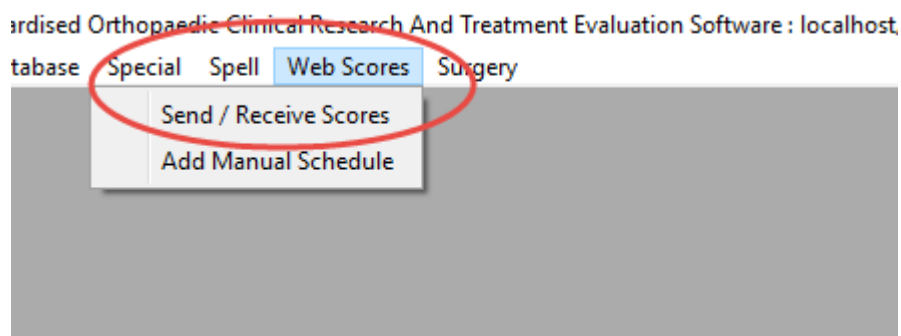 ardised Orthopaedic Clinical Research And Treatment Evaluation Software : localhost,
tabase Special Spell Web Scores Surgery
Send / Receive Scores
Add Manual Schedule